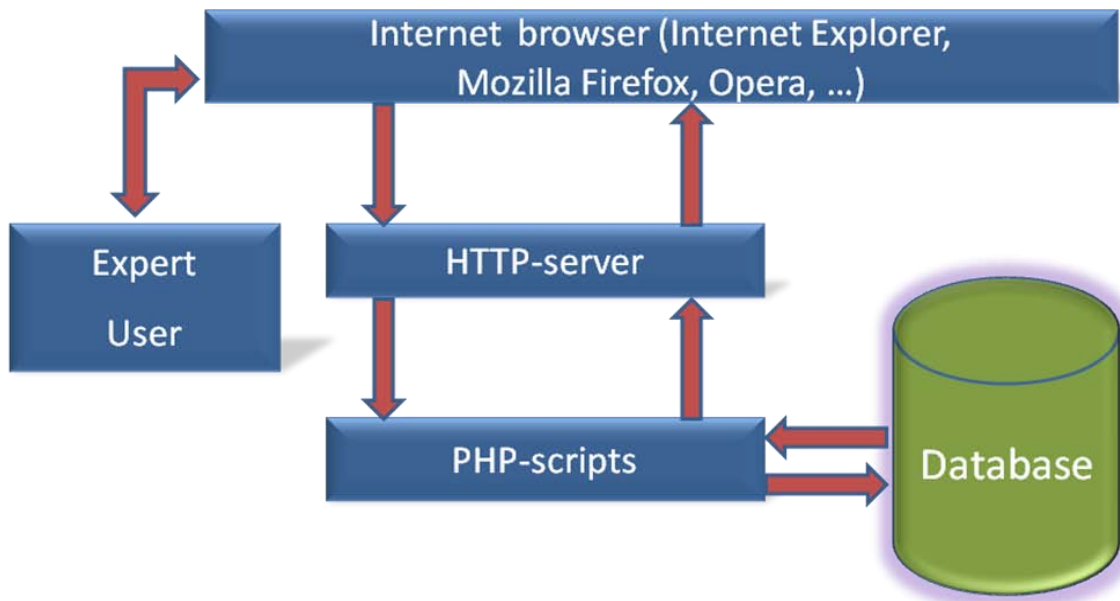 Internet browser (Internet Explorer,
Mozilla Firefox, Opera, ...)
Expert
User
HTTP-server
PHP-scripts
Database